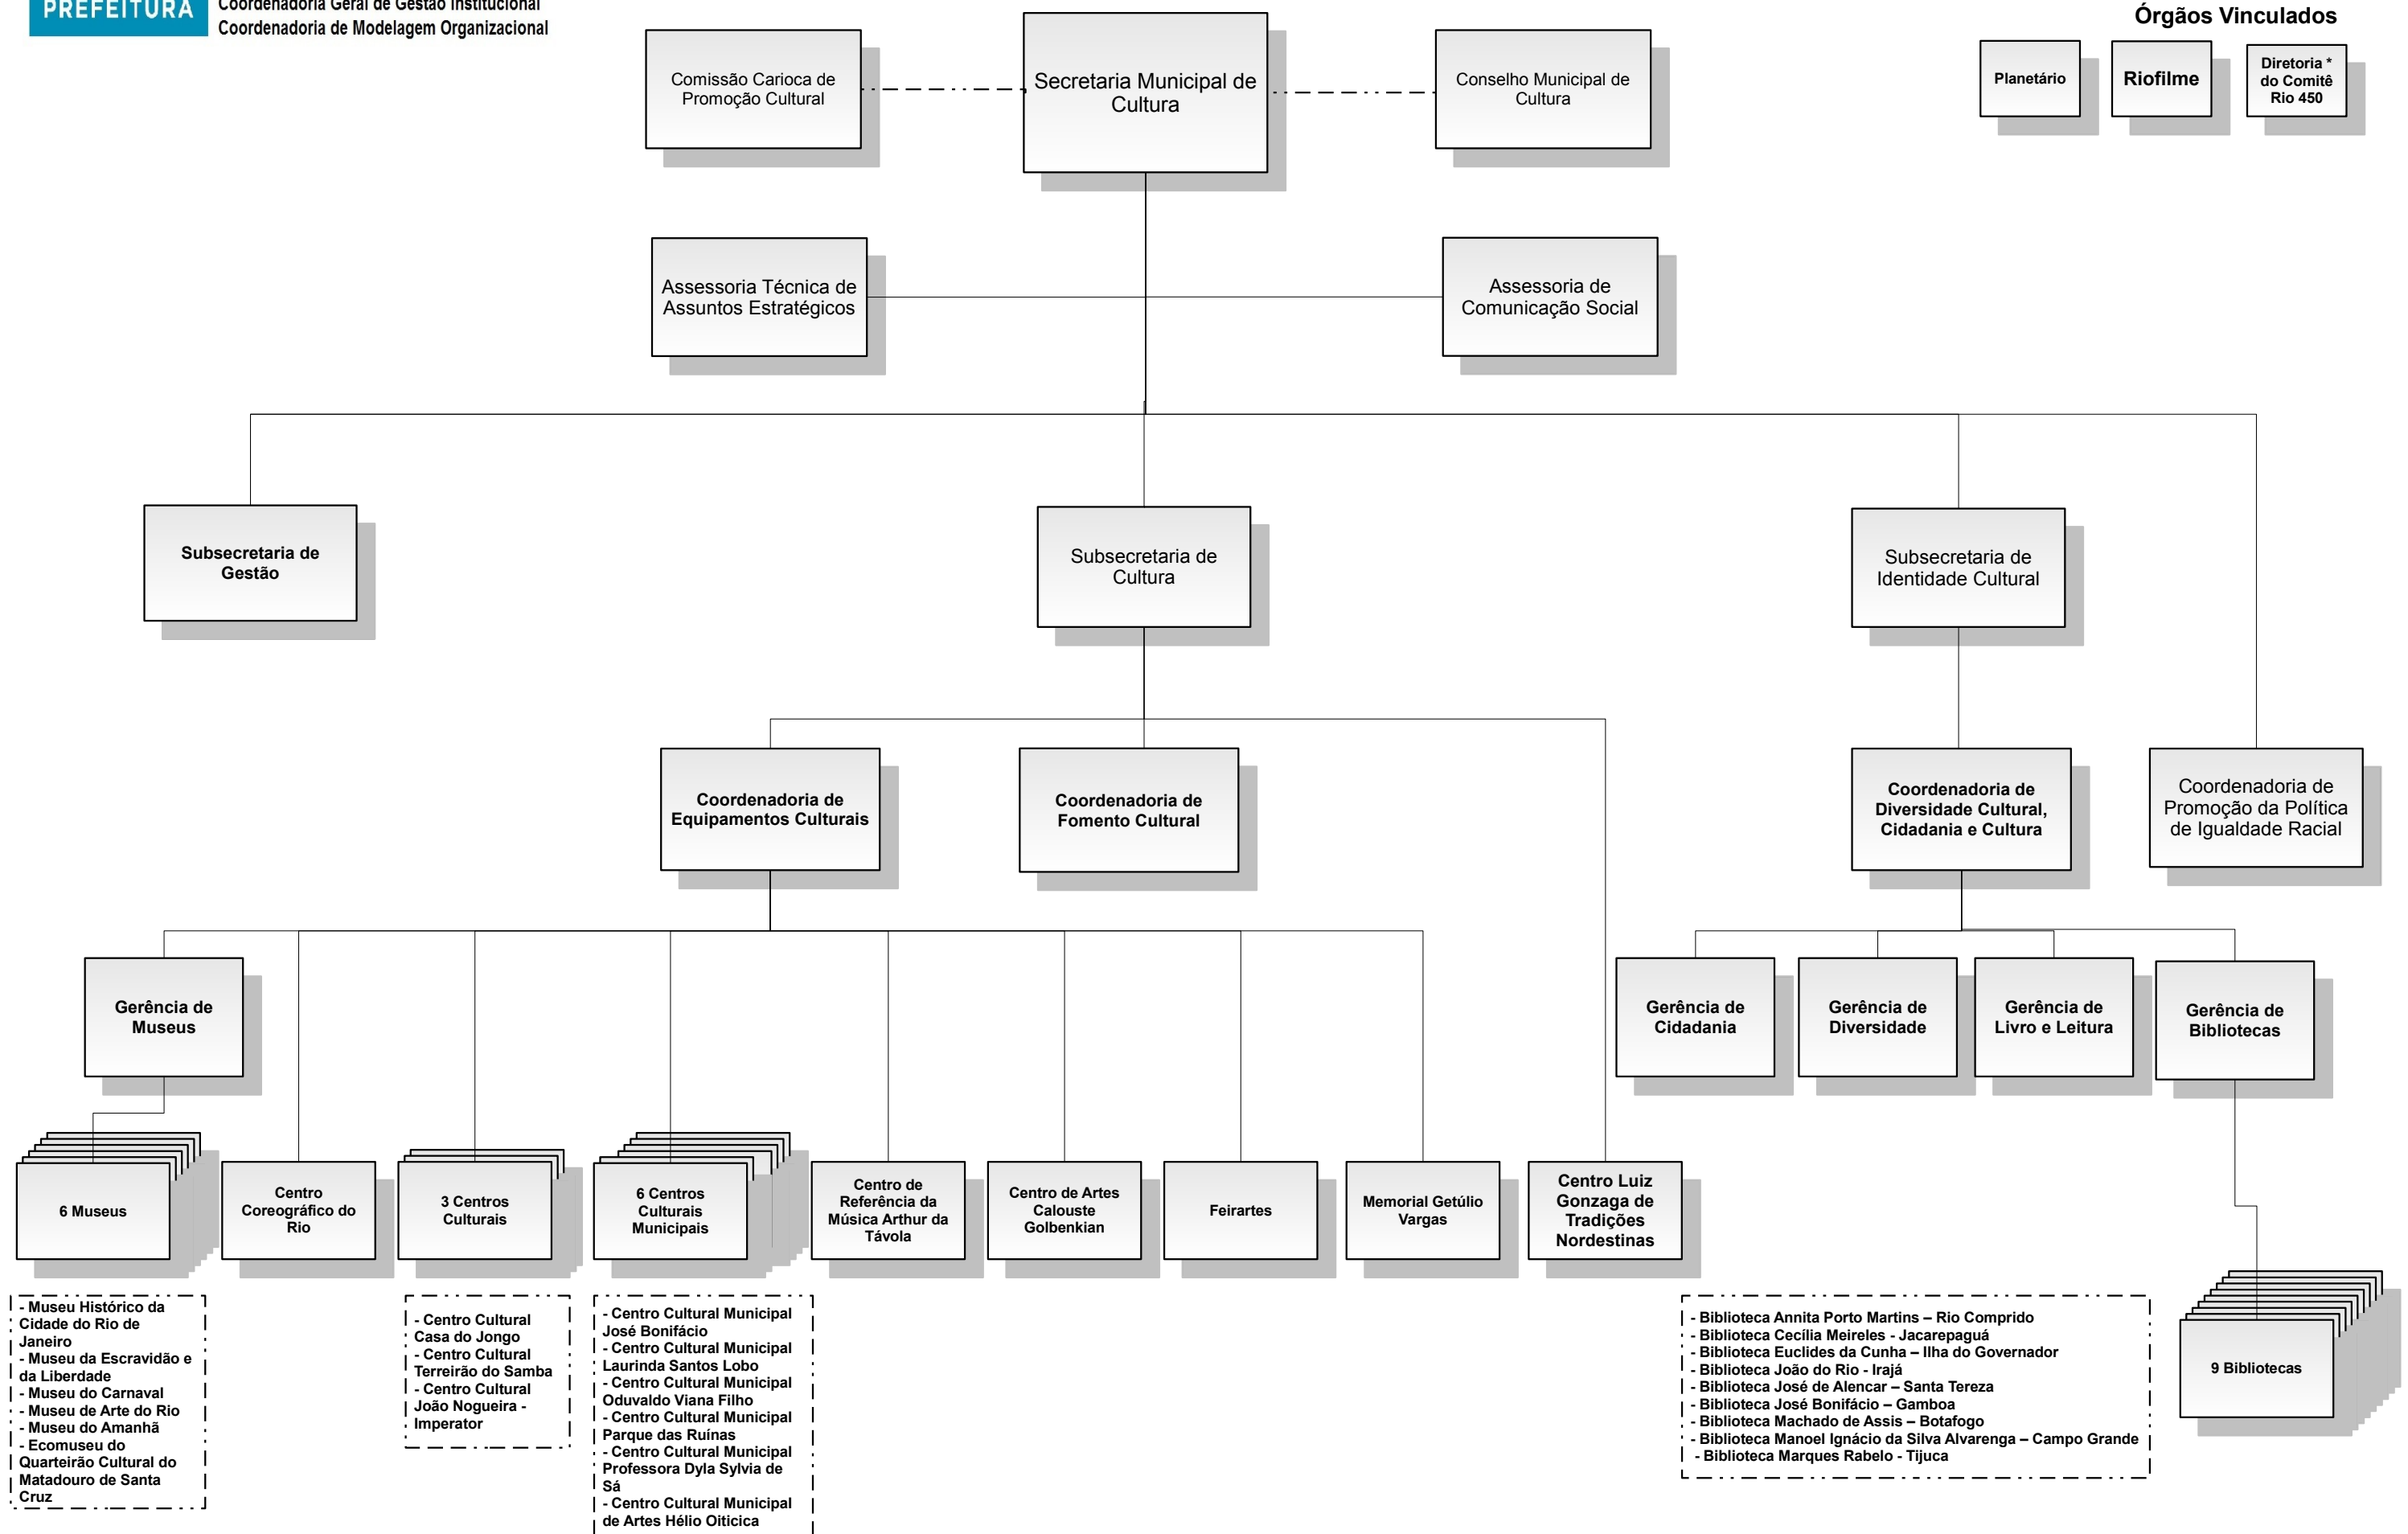 PREFEITURA
Coordenadoria Geral de Gestão Institucional
Coordenadoria de Modelagem Organizacional
Órgãos Vinculados
Comissão Carioca de
Promoção Cultural
Secretaria Municipal de
Cultura
Conselho Municipal de
Cultura
Planetário
Riofilme
Diretoria *
do Comitê
Rio 450
Assessoria Técnica de
Assuntos Estratégicos
Assessoria de
Comunicação Social
Subsecretaria de
Gestão
Subsecretaria de
Cultura
Subsecretaria de
Identidade Cultural
Coordenadoria de
Equipamentos Culturais
Coordenadoria de
Fomento Cultural
Coordenadoria de
Diversidade Cultural,
Cidadania e Cultura
Coordenadoria de
Promoção da Política
de Igualdade Racial
Gerência de
Museus
Gerência de
Cidadania
Gerência de
Diversidade
Gerência de
Livro e Leitura
Gerência de
Bibliotecas
6 Museus
Centro
Coreográfico do
Rio
3 Centros
Culturais
6 Centros
Culturais
Municipais
Centro de
Referência da
Música Arthur da
Távola
Centro de Artes
Calouste
Golbenkian
Feirartes
Memorial Getúlio
Vargas
Centro Luiz
Gonzaga de
Tradições
Nordestinas
9 Bibliotecas
- Museu Histórico da
Cidade do Rio de
Janeiro
- Museu da Escravidão e
da Liberdade
- Museu do Carnaval
- Museu de Arte do Rio
- Museu do Amanhã
- Ecomuseu do
Quarteirão Cultural do
Matadouro de Santa
Cruz
- Centro Cultural
Casa do Jongo
- Centro Cultural
Terreirão do Samba
- Centro Cultural
João Nogueira -
Imperator
- Centro Cultural Municipal
José Bonifácio
- Centro Cultural Municipal
Laurinda Santos Lobo
- Centro Cultural Municipal
Oduvaldo Viana Filho
- Centro Cultural Municipal
Parque das Ruínas
- Centro Cultural Municipal
Professora Dyla Sylvia de
Sá
- Centro Cultural Municipal
de Artes Hélio Oiticica
- Biblioteca Annita Porto Martins – Rio Comprido
- Biblioteca Cecília Meireles - Jacarepaguá
- Biblioteca Euclides da Cunha – Ilha do Governador
- Biblioteca João do Rio - Irajá
- Biblioteca José de Alencar – Santa Tereza
- Biblioteca José Bonifácio – Gamboa
- Biblioteca Machado de Assis – Botafogo
- Biblioteca Manoel Ignácio da Silva Alvarenga – Campo Grande
- Biblioteca Marques Rabelo - Tijuca